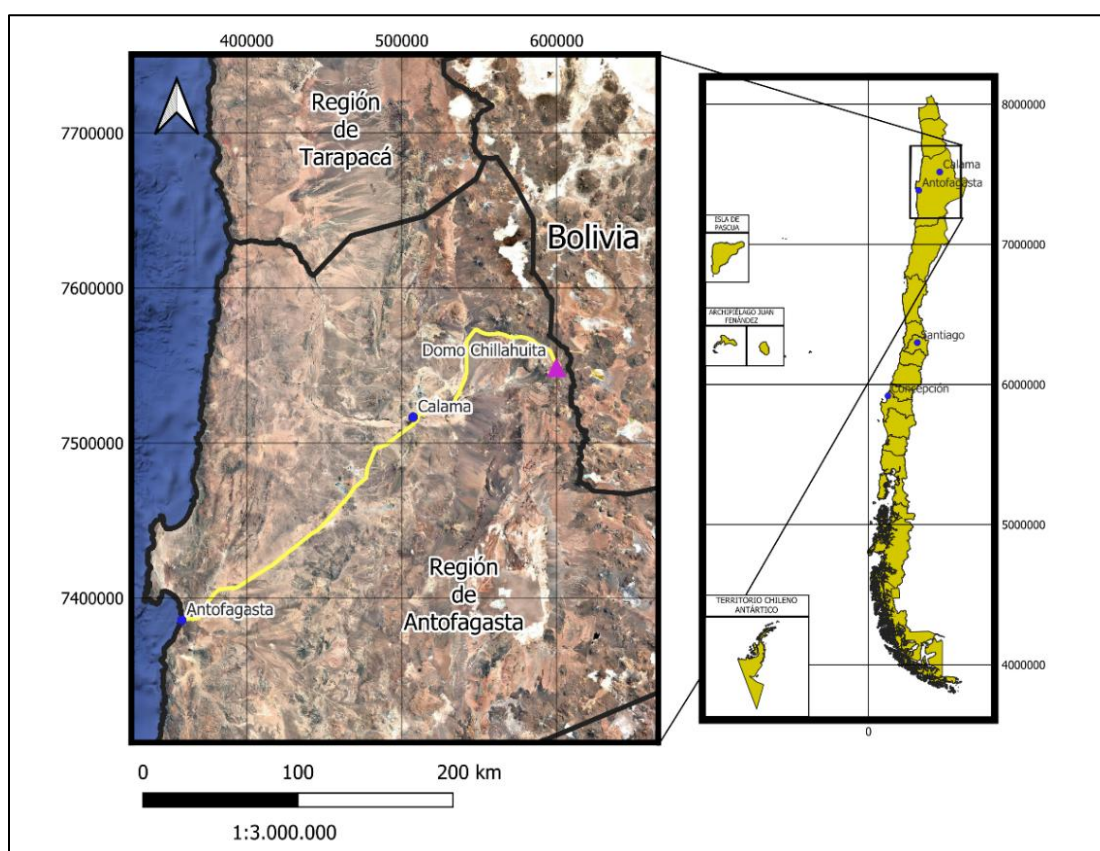 400000
500000
600000
7700000
7600000
7500000
7400000
Región
de
Tarapacá
Bolivia
Domo Chillahuita
Calama
Región
de
Antofagasta
Antofagasta
0
100
200 km
1:3.000.000
8000000
7000000
6000000
5000000
4000000
0
Calama
Antofagasta
Santiago
Concepción
ISLA DE
PASCUA
ARCHIPIÉLAGO JUAN
FENÁNDEZ
TERRITORIO CHILENO
ANTÁRTICO